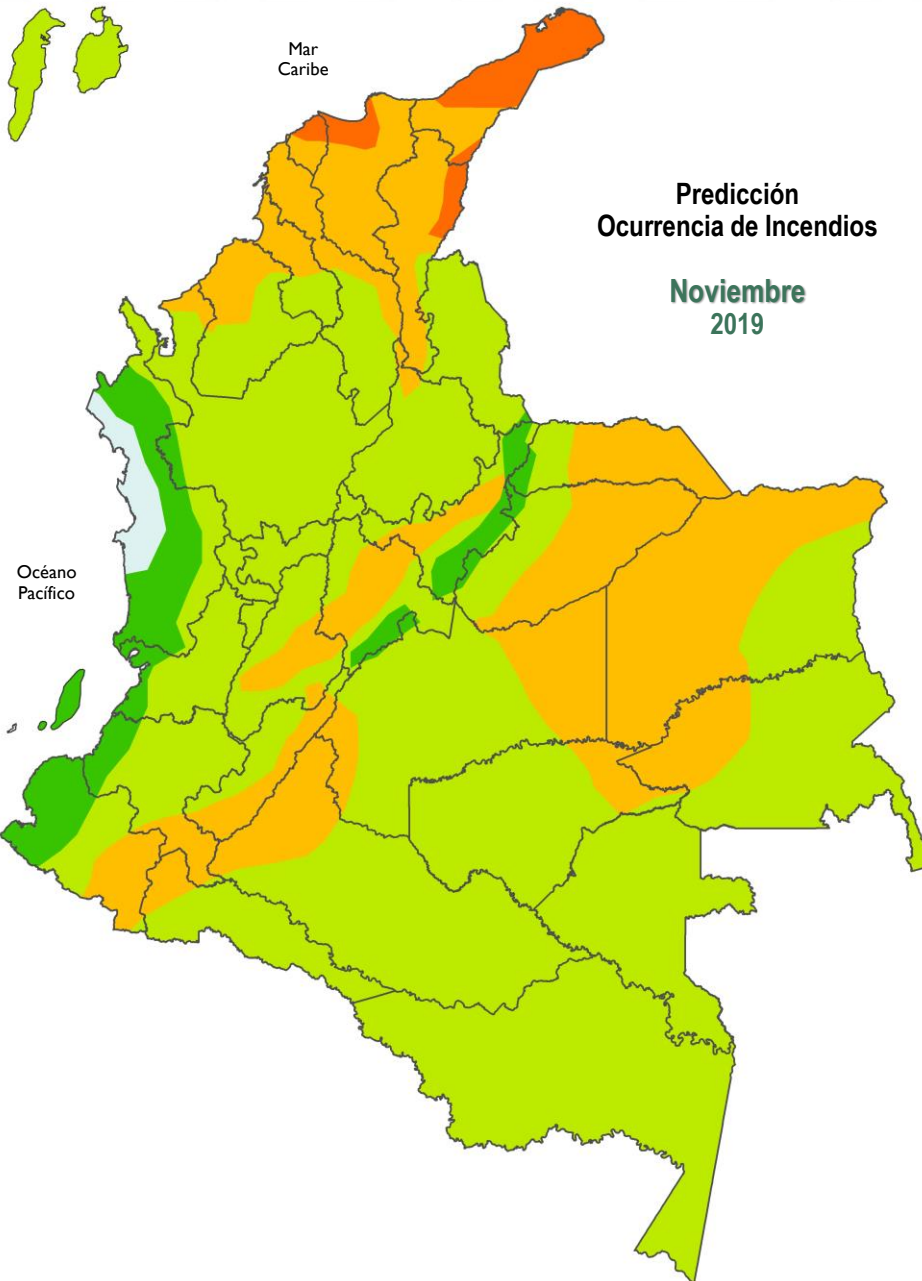 Mar
Caribe
Predicción
Ocurrencia de Incendios
Noviembre
2019
Océano
Pacífico